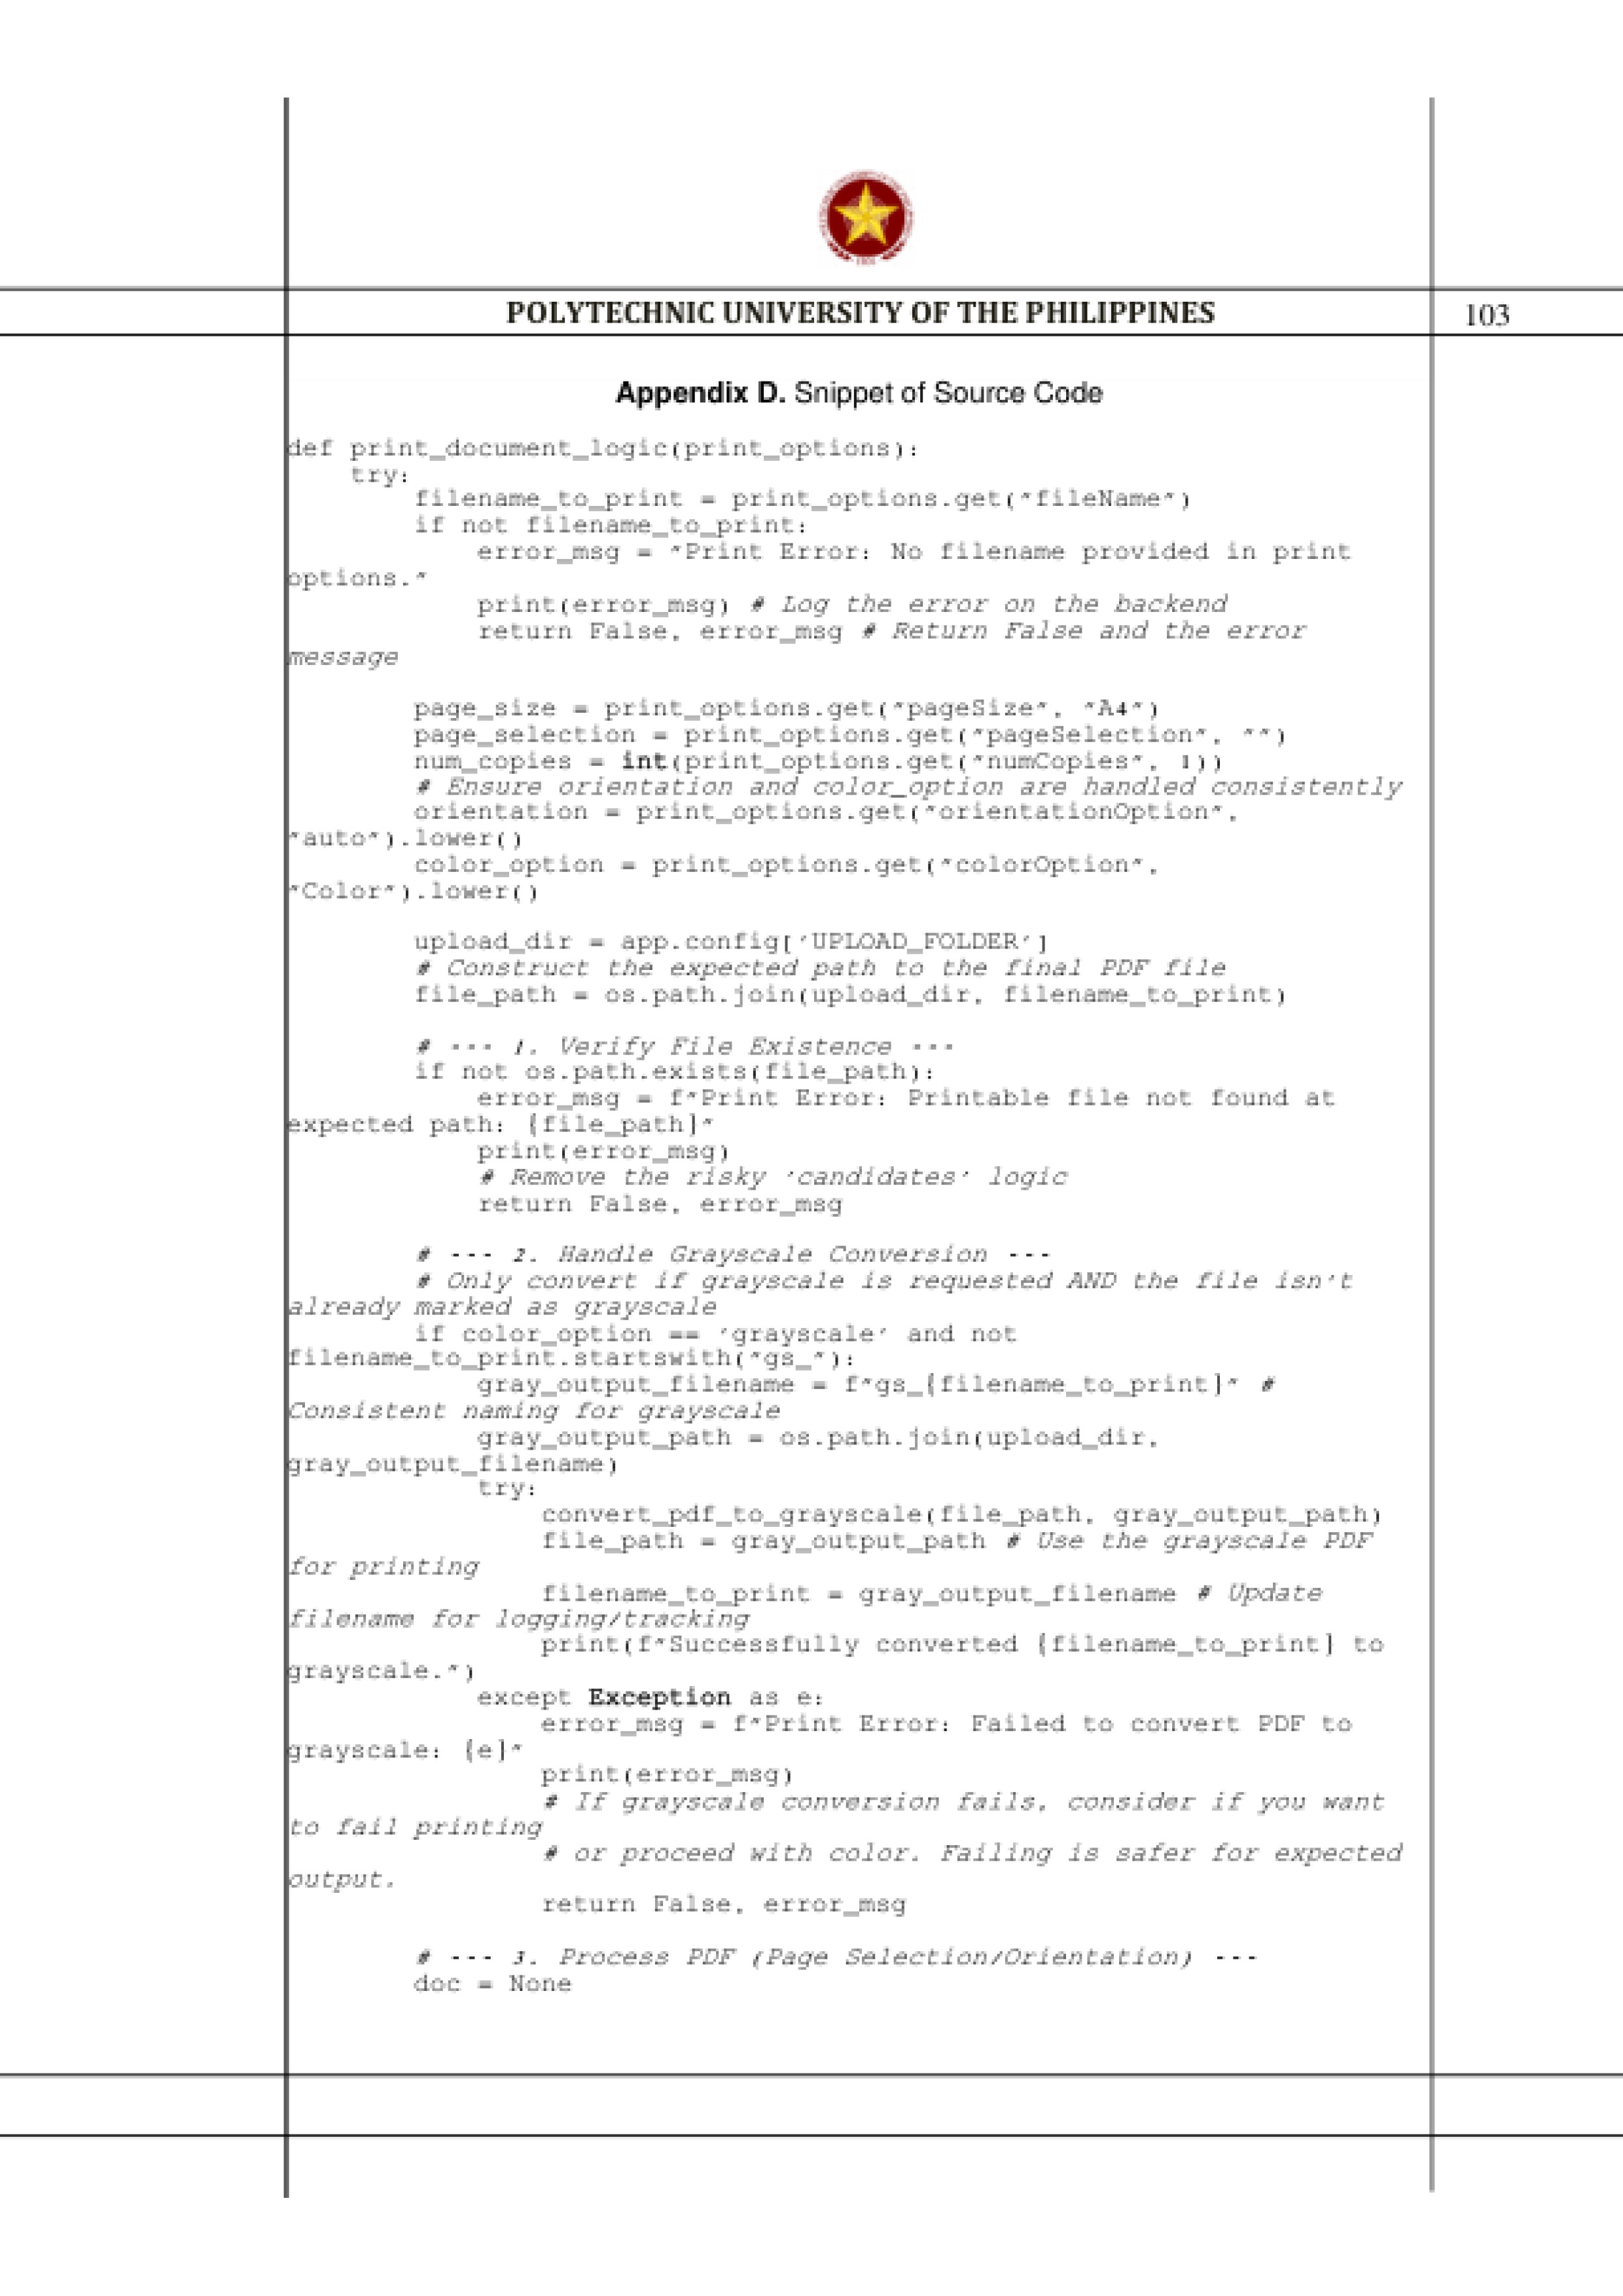 POLYTECHNIC UNIVERSITY OF THE PHILIPPINES
103
Appendix D. Snippet of Source Code
def print_document_logic(print_options):
    try:
        filename_to_print = print_options.get("fileName")
        if not filename_to_print:
            error_msg = "Print Error: No filename provided in print
options."
            print(error_msg) # Log the error on the backend
            return False, error_msg # Return False and the error
message

        page_size = print_options.get("pageSize", "A4")
        page_selection = print_options.get("pageSelection", "")
        num_copies = int(print_options.get("numCopies", 1))
        # Ensure orientation and color_option are handled consistently
        orientation = print_options.get("orientationOption",
"auto").lower()
        color_option = print_options.get("colorOption",
"Color").lower()

        upload_dir = app.config['UPLOAD_FOLDER']
        # Construct the expected path to the final PDF file
        file_path = os.path.join(upload_dir, filename_to_print)

        # --- 1. Verify File Existence ---
        if not os.path.exists(file_path):
            error_msg = f"Print Error: Printable file not found at
expected path: {file_path}"
            print(error_msg)
            # Remove the risky 'candidates' logic
            return False, error_msg

        # --- 2. Handle Grayscale Conversion ---
        # Only convert if grayscale is requested AND the file isn't
already marked as grayscale
        if color_option == 'grayscale' and not
filename_to_print.startswith("gs_"):
            gray_output_filename = f"gs_{filename_to_print}" #
Consistent naming for grayscale
            gray_output_path = os.path.join(upload_dir,
gray_output_filename)
            try:
                convert_pdf_to_grayscale(file_path, gray_output_path)
                file_path = gray_output_path # Use the grayscale PDF
for printing
                filename_to_print = gray_output_filename # Update
filename for logging/tracking
                print(f"Successfully converted {filename_to_print} to
grayscale.")
            except Exception as e:
                error_msg = f"Print Error: Failed to convert PDF to
grayscale: {e}"
                print(error_msg)
                # If grayscale conversion fails, consider if you want
to fail printing
                # or proceed with color. Failing is safer for expected
output.
                return False, error_msg

        # --- 3. Process PDF (Page Selection/Orientation) ---
        doc = None